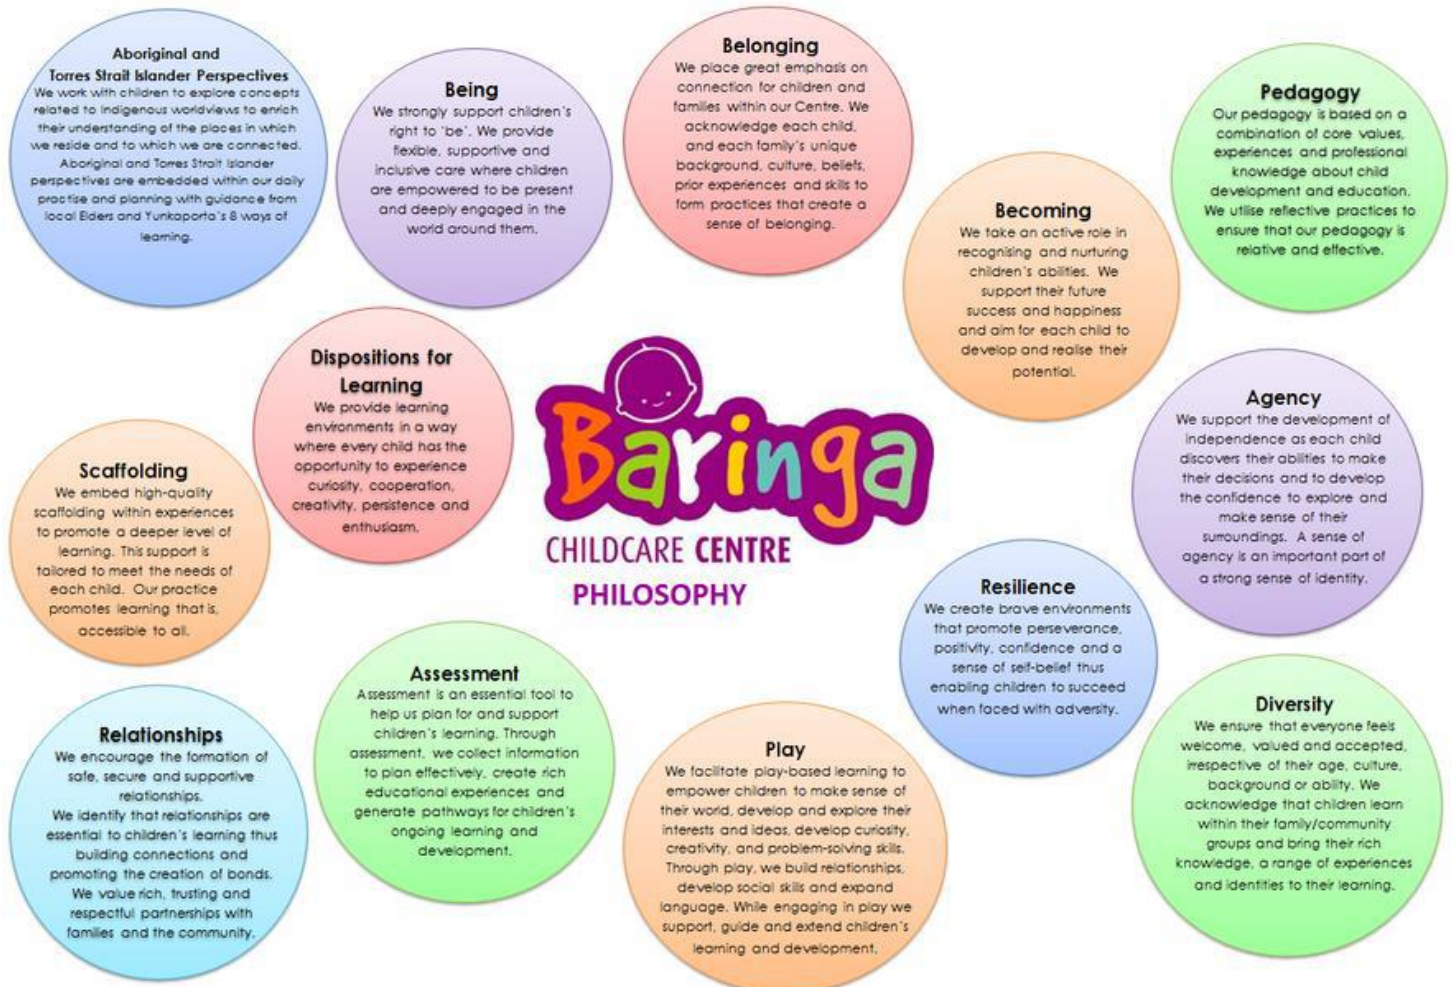 Aboriginal and
Torres Strait Islander Perspectives
We work with children to explore concepts
related to Indigenous worldviews to enrich
their understanding of the places in which
we reside and to which we are connected.
Aboriginal and Torres Strait Islander
perspectives are embedded within our daily
practise and planning with guidance from
local Elders and Yunkaporta's 8 ways of
learning.
Being
We strongly support children's
right to 'be'. We provide
flexible, supportive and
inclusive care where children
are empowered to be present
and deeply engaged in the
world around them.
Belonging
We place great emphasis on
connection for children and
families within our Centre. We
acknowledge each child,
and each family's unique
background, culture, beliefs,
prior experiences and skills to
form practices that create a
sense of belonging.
Becoming
We take an active role in
recognising and nurturing
children's abilities. We
support their future
success and happiness
and aim for each child to
develop and realise their
potential.
Pedagogy
Our pedagogy is based on a
combination of core values,
experiences and professional
knowledge about child
development and education.
We utilise reflective practices to
ensure that our pedagogy is
relative and effective.
Dispositions for
Learning
We provide learning
environments in a way
where every child has the
opportunity to experience
curiosity, cooperation,
creativity, persistence and
enthusiasm.
Baringa
CHILDCARE CENTRE
PHILOSOPHY
Agency
We support the development of
independence as each child
discovers their abilities to make
their decisions and to develop
the confidence to explore and
make sense of their
surroundings. A sense of
agency is an important part of
a strong sense of identity.
Scaffolding
We embed high-quality
scaffolding within experiences
to promote a deeper level of
learning. This support is
tailored to meet the needs of
each child. Our practice
promotes learning that is,
accessible to all.
Resilience
We create brave environments
that promote perseverance,
positivity, confidence and a
sense of self-belief thus
enabling children to succeed
when faced with adversity.
Relationships
We encourage the formation of
safe, secure and supportive
relationships.
We identify that relationships are
essential to children's learning thus
building connections and
promoting the creation of bonds.
We value rich, trusting and
respectful partnerships with
families and the community.
Assessment
Assessment is an essential tool to
help us plan for and support
children's learning. Through
assessment, we collect information
to plan effectively, create rich
educational experiences and
generate pathways for children's
ongoing learning and
development.
Play
We facilitate play-based learning to
empower children to make sense of
their world, develop and explore their
interests and ideas, develop curiosity,
creativity, and problem-solving skills.
Through play, we build relationships,
develop social skills and expand
language. While engaging in play we
support, guide and extend children's
learning and development.
Diversity
We ensure that everyone feels
welcome, valued and accepted,
irrespective of their age, culture,
background or ability. We
acknowledge that children learn
within their family/community
groups and bring their rich
knowledge, a range of experiences
and identities to their learning.